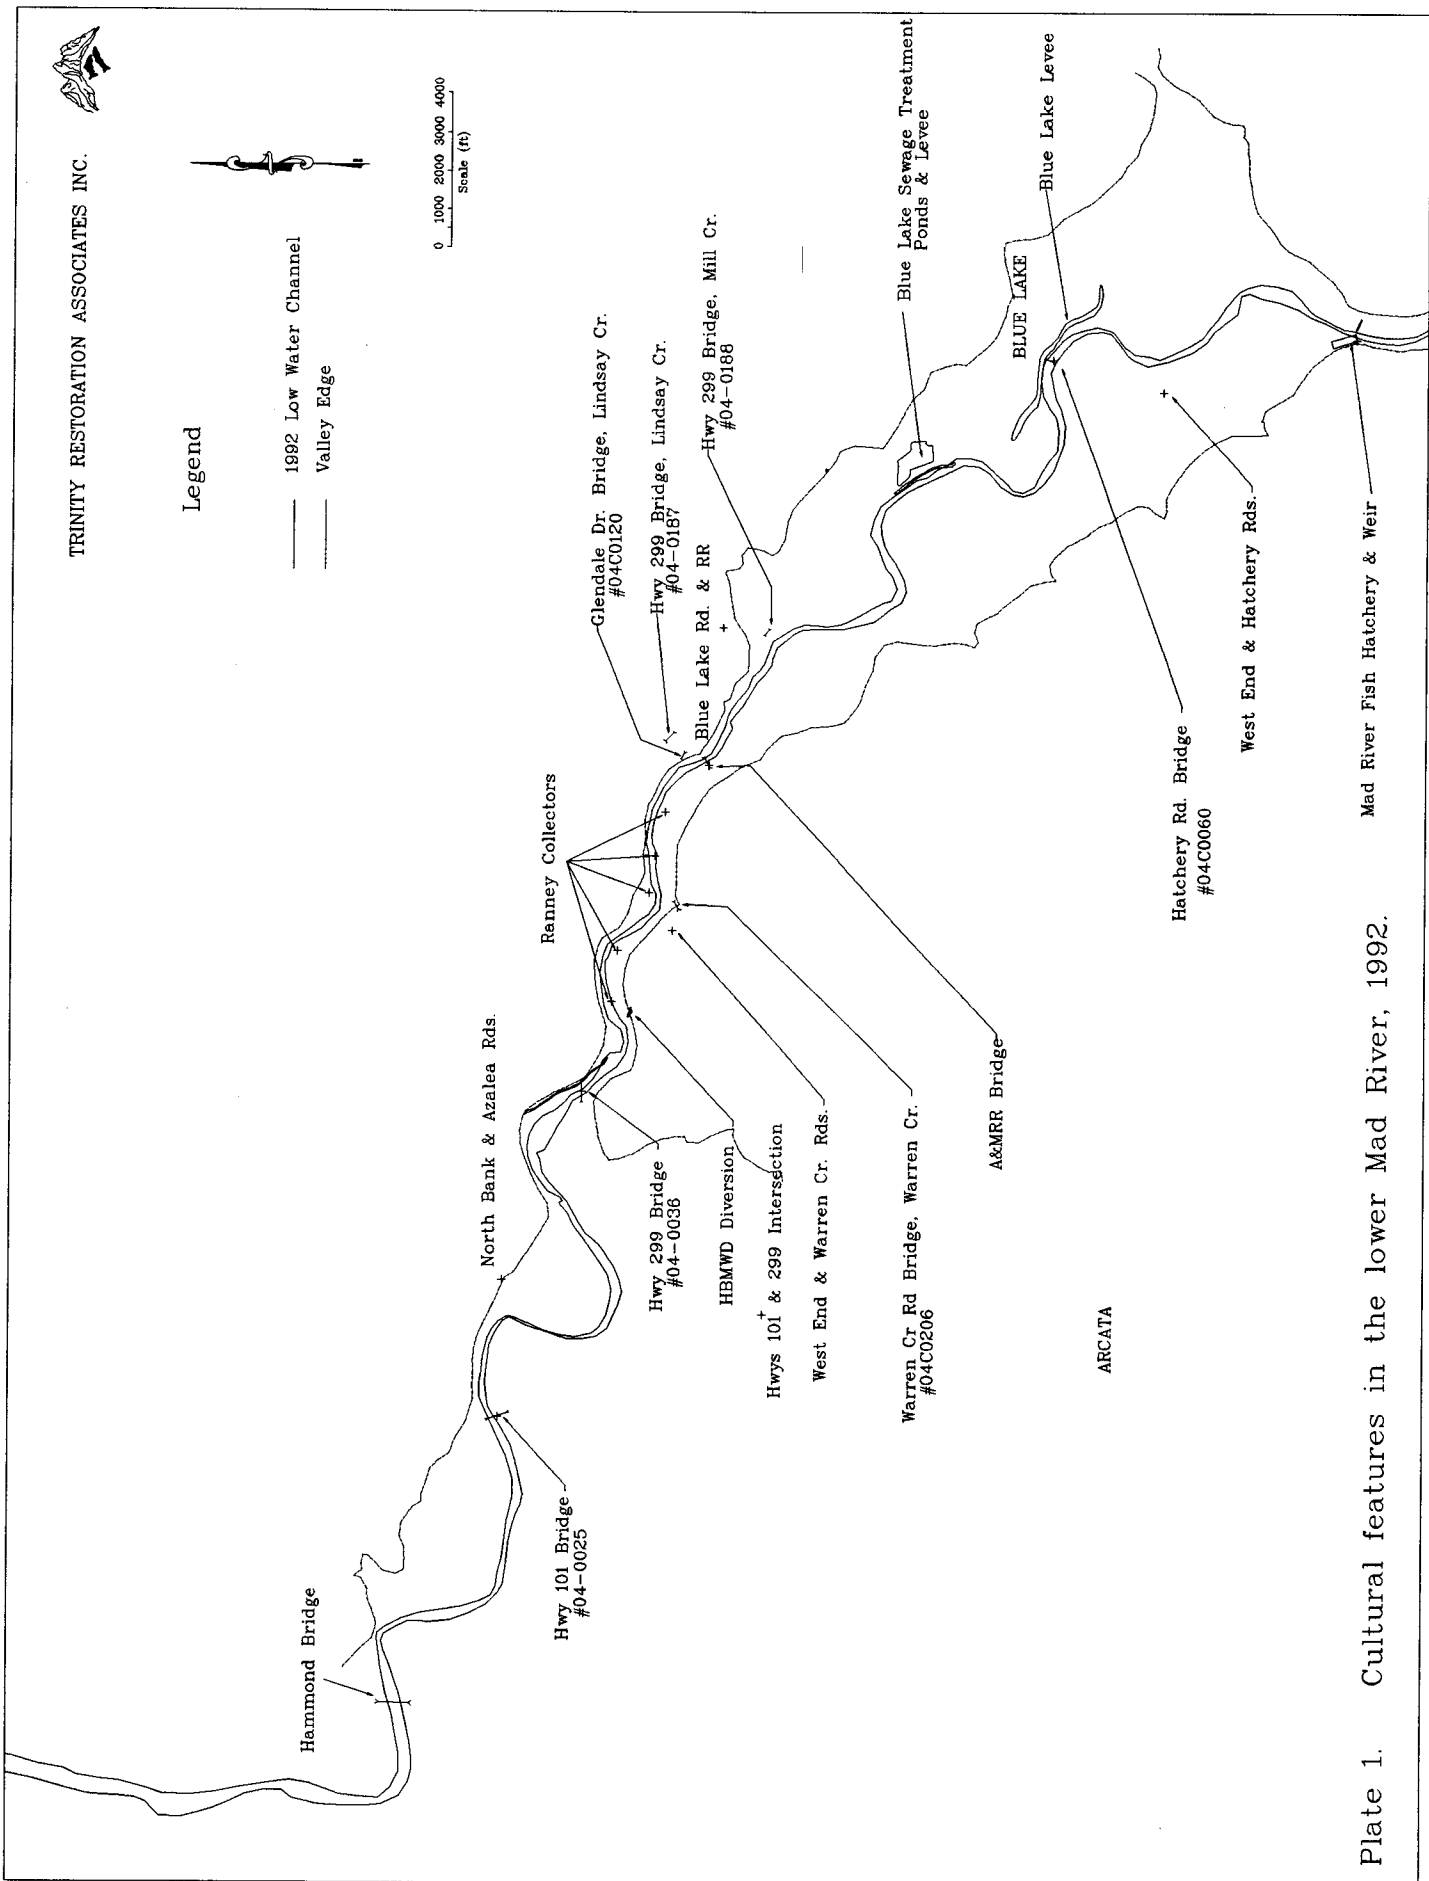 TRINITY RESTORATION ASSOCIATES INC.
Legend
1992 Low Water Channel
Valley Edge
0 1000 2000 3000 4000
Scale (ft)
Hammond Bridge
Hwy 101 Bridge
#04-0025
North Bank & Azalea Rds.
Hwy 299 Bridge
#04-0036
HBMWD Diversion
Hwys 101 & 299 Intersection
West End & Warren Cr. Rds.
Warren Cr Rd Bridge, Warren Cr.
#04C0206
A&MRR Bridge
ARCATA
Ranney Collectors
Glendale Dr. Bridge, Lindsay Cr.
#04C0120
Hwy 299 Bridge, Lindsay Cr.
#04-0187
Blue Lake Rd. & RR
Hwy 299 Bridge, Mill Cr.
#04-0188
Blue Lake Sewage Treatment
Ponds & Levee
BLUE LAKE
Blue Lake Levee
Hatchery Rd. Bridge
#04C0060
West End & Hatchery Rds.
Mad River Fish Hatchery & Weir
Plate 1. Cultural features in the lower Mad River, 1992.